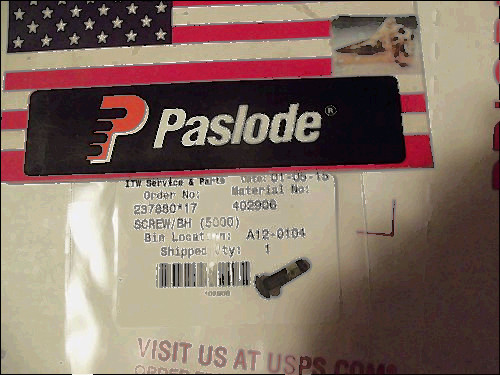 Paslode®
ITW Service & Parts Date: 01-05-15
Order No: Material No:
237880*17 402906
SCREW/BH (5000)
Bin Location: A12-0104
Shipped Qty: 1
VISIT US AT USPS.COM®